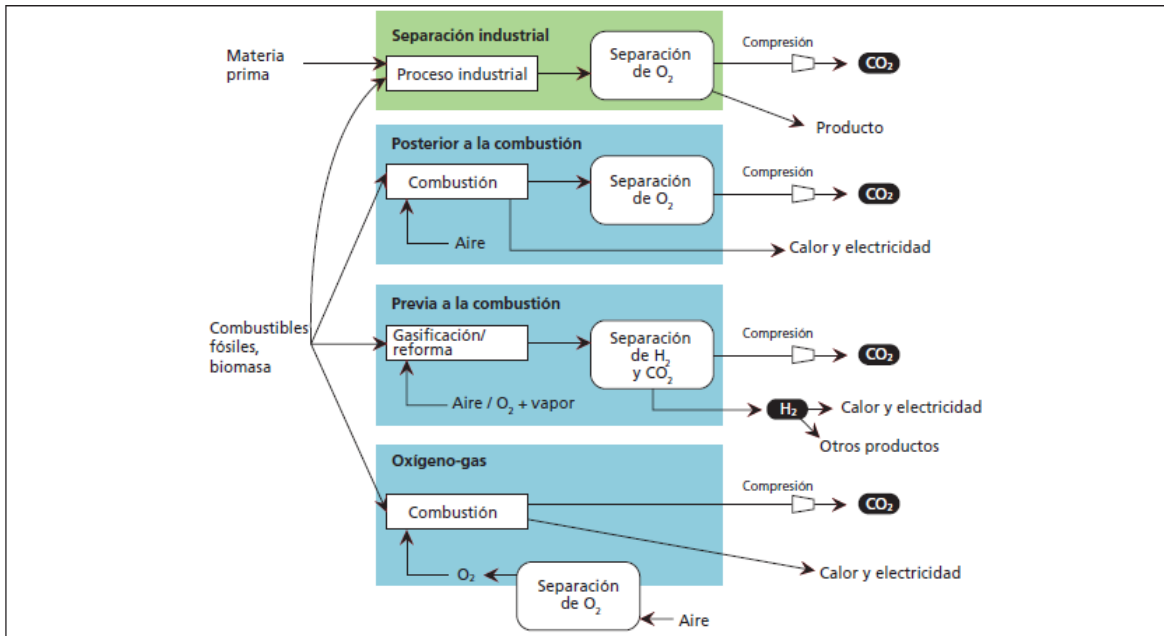 Separación industrial
Materia
prima
Proceso industrial
Separación
de O₂
Compresión
CO₂
Producto
Posterior a la combustión
Combustión
Separación
de O₂
Compresión
CO₂
Aire
Calor y electricidad
Combustibles
fósiles,
biomasa
Previa a la combustión
Gasificación/
reforma
Separación
de H₂
y CO₂
Compresión
CO₂
Aire / O₂ + vapor
H₂
Calor y electricidad
Otros productos
Oxígeno-gas
Combustión
Compresión
CO₂
Calor y electricidad
O₂
Separación
de O₂
Aire